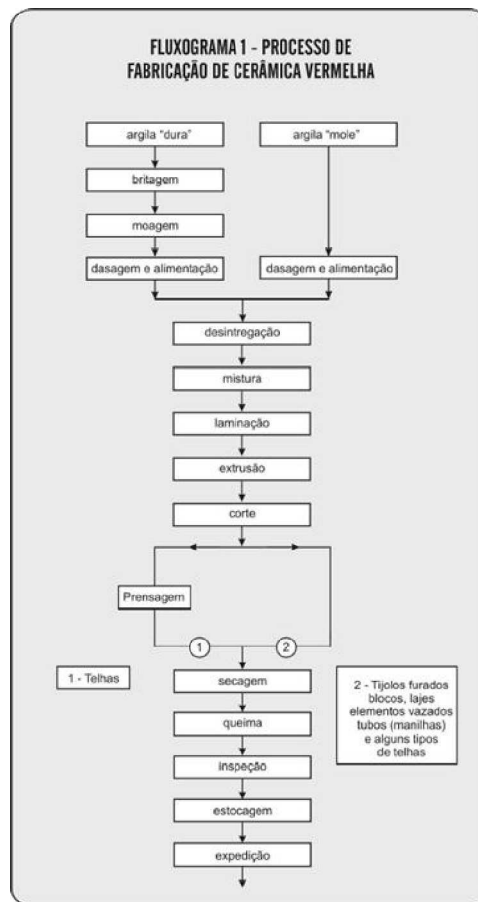 FLUXOGRAMA 1 - PROCESSO DE
FABRICAÇÃO DE CERÂMICA VERMELHA
argila "dura"
argila "mole"
britagem
moagem
dasagem e alimentação
dasagem e alimentação
desintregação
mistura
laminação
extrusão
corte
Prensagem
1
2
1 - Telhas
2 - Tijolos furados
blocos, lajes
elementos vazados
tubos (manilhas)
e alguns tipos
de telhas
secagem
queima
inspeção
estocagem
expedição